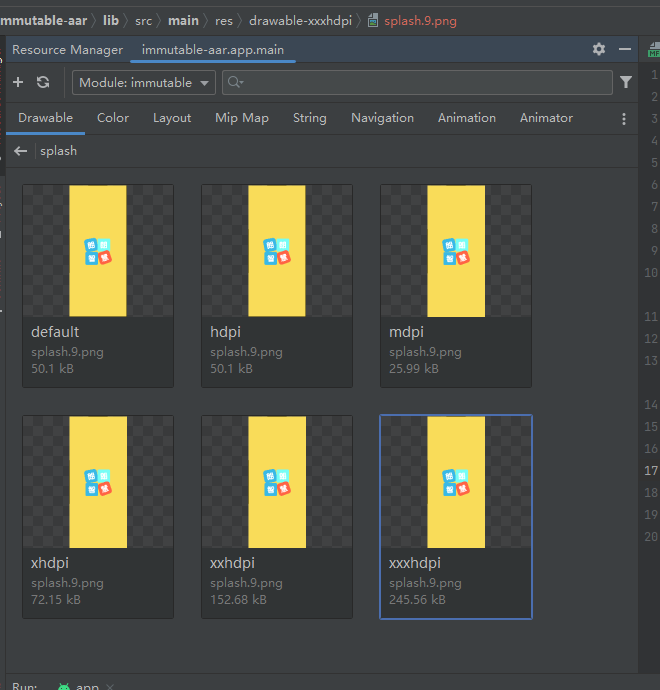 immutable-aar lib src main res drawable-xxxhdpi splash.9.png
Resource Manager immutable-aar.app.main
Module: immutable
Drawable Color Layout Mip Map String Navigation Animation Animator
splash
default hdpi mdpi
splash.9.png splash.9.png splash.9.png
50.1 kB 50.1 kB 25.99 kB
xhdpi xxhdpi xxxhdpi
splash.9.png splash.9.png splash.9.png
72.15 kB 152.68 kB 245.56 kB
1
2
3
4
5
6
7
8
9
10
11
12
13
14
15
16
17
18
19
20
Run: app